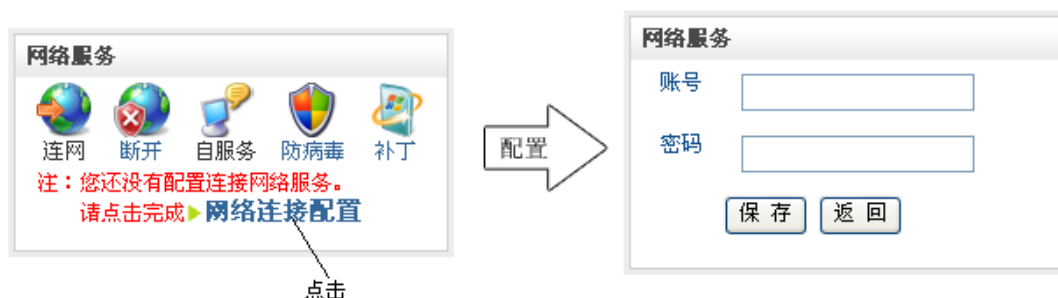 网络服务
连网 断开 自服务 防病毒 补丁
注：您还没有配置连接网络服务。
请点击完成 网络连接配置
点击
配置
网络服务
账号
密码
保 存 返 回